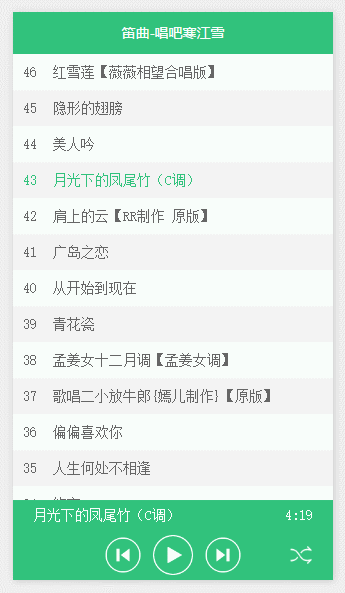 笛曲-唱吧寒江雪
46 红雪莲【薇薇相望合唱版】
45 隐形的翅膀
44 美人吟
43 月光下的凤尾竹（C调）
42 肩上的云【RR制作 原版】
41 广岛之恋
40 从开始到现在
39 青花瓷
38 孟姜女十二月调【孟姜女调】
37 歌唱二小放牛郎{嫣儿制作}【原版】
36 偏偏喜欢你
35 人生何处不相逢
月光下的凤尾竹（C调） 4:19